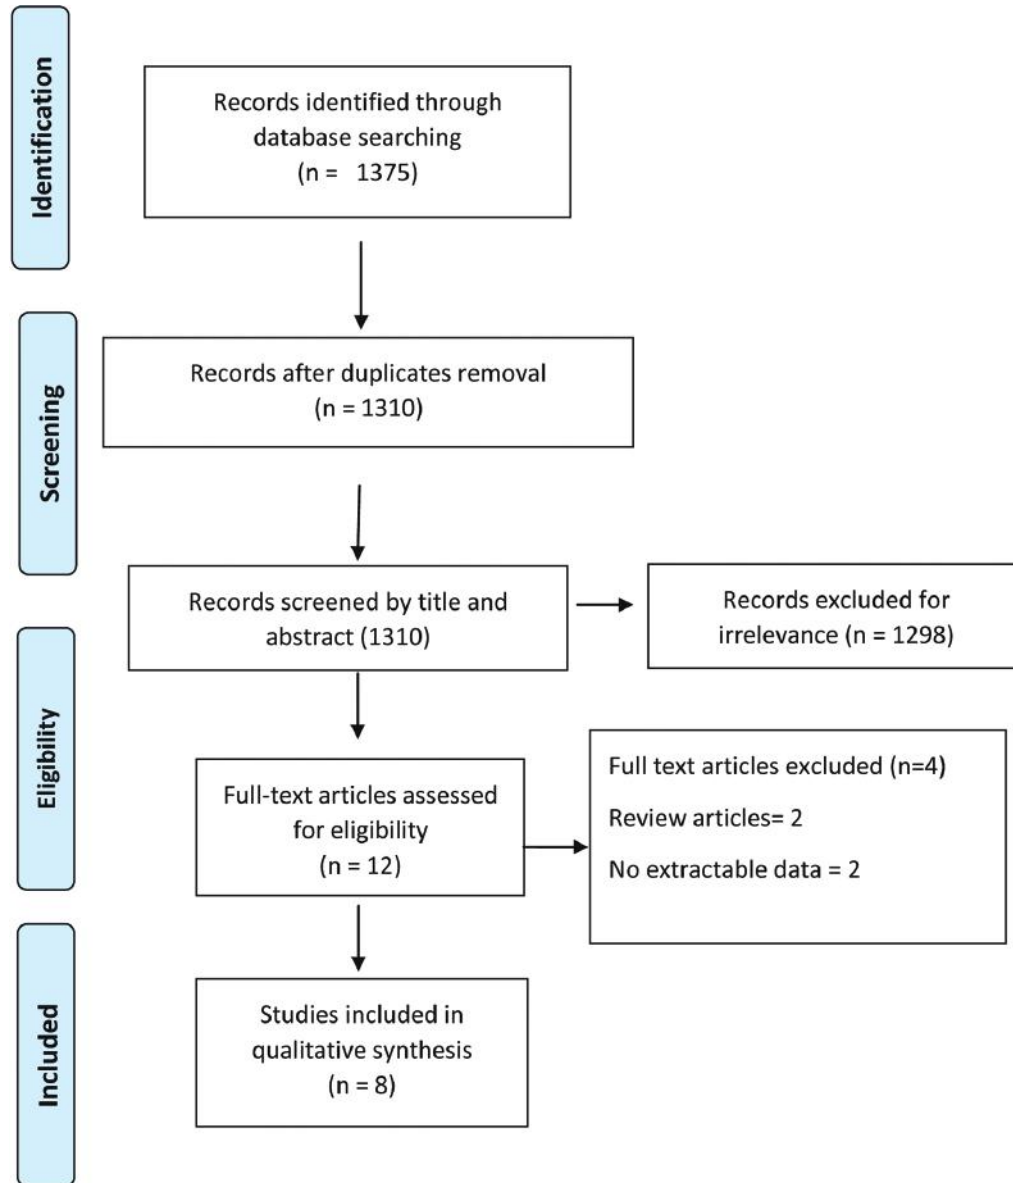 Identification
Records identified through
database searching
(n =   1375)
Screening
Records after duplicates removal
(n = 1310)
Records screened by title and
abstract (1310)
Records excluded for
irrelevance (n = 1298)
Eligibility
Full-text articles assessed
for eligibility
(n = 12)
Full text articles excluded (n=4)
Review articles= 2
No extractable data = 2
Included
Studies included in
qualitative synthesis
(n = 8)